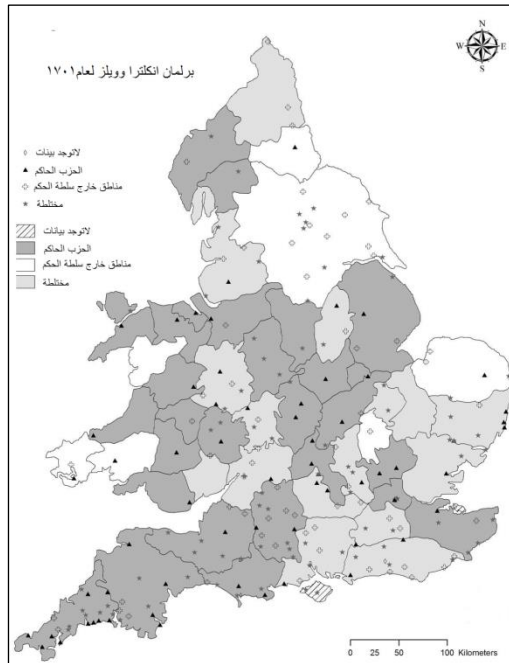 N
W E
S
برلمان انكلترا وويلز لعام١٧٠١
لاتوجد بينات
الحزب الحاكم
مناطق خارج سلطة الحكم
مختلطة
لاتوجد بيانات
الحزب الحاكم
مناطق خارج سلطة الحكم
مختلطة
0 25 50 100 Kilometers